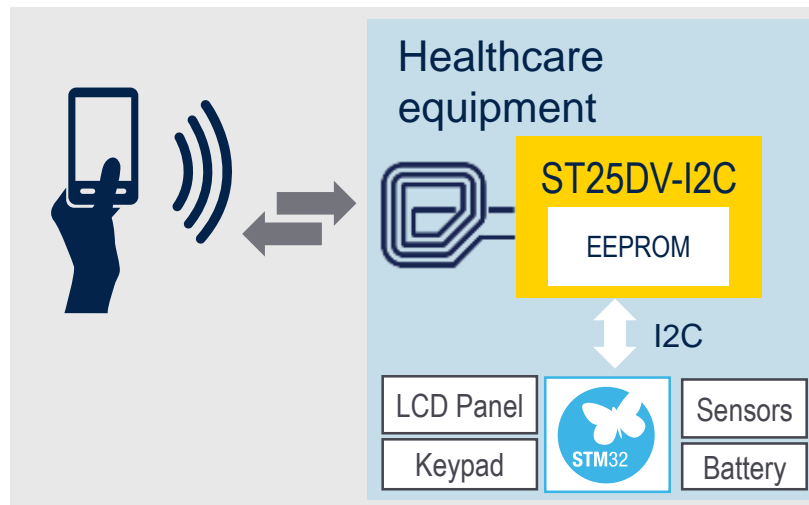 Healthcare
equipment
ST25DV-I2C
EEPROM
I2C
LCD Panel
Keypad
STM32
Sensors
Battery